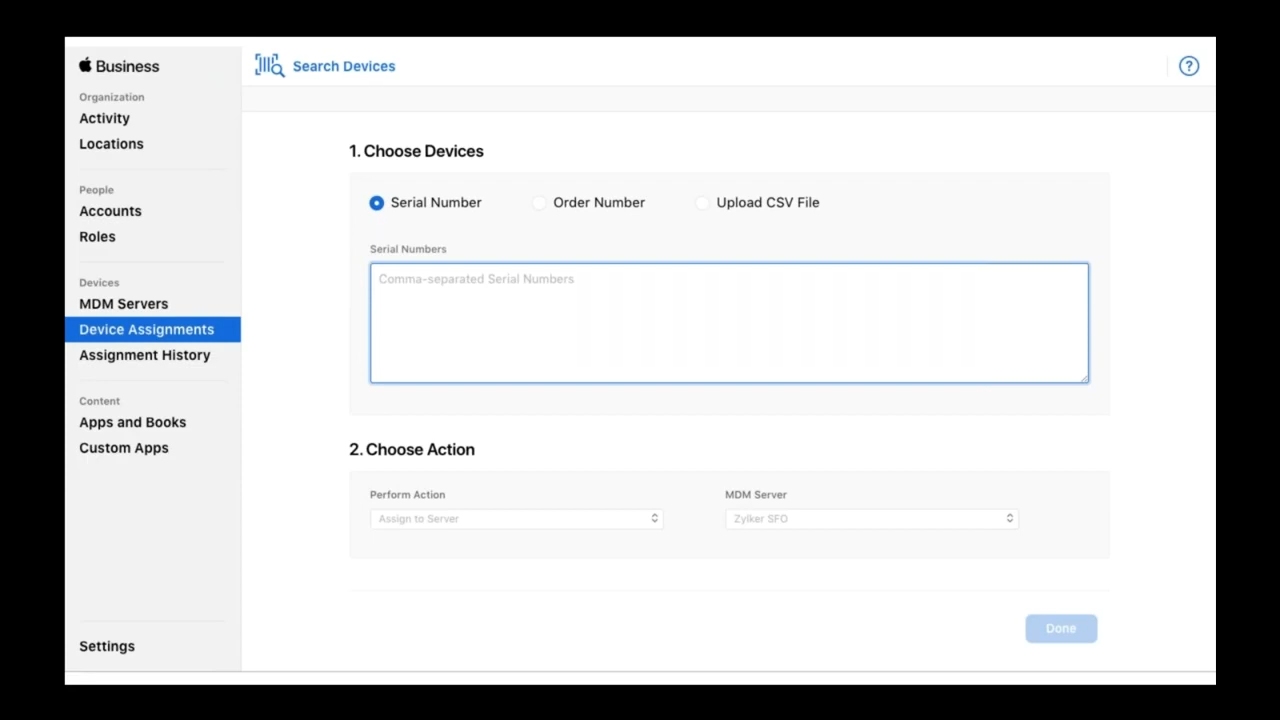 Business
Search Devices
?
Organization
Activity
Locations
People
Accounts
Roles
Devices
MDM Servers
Device Assignments
Assignment History
Content
Apps and Books
Custom Apps
Settings
1. Choose Devices
Serial Number Order Number Upload CSV File
Serial Numbers
Comma-separated Serial Numbers
2. Choose Action
Perform Action MDM Server
Assign to Server Zylker SFO
Done